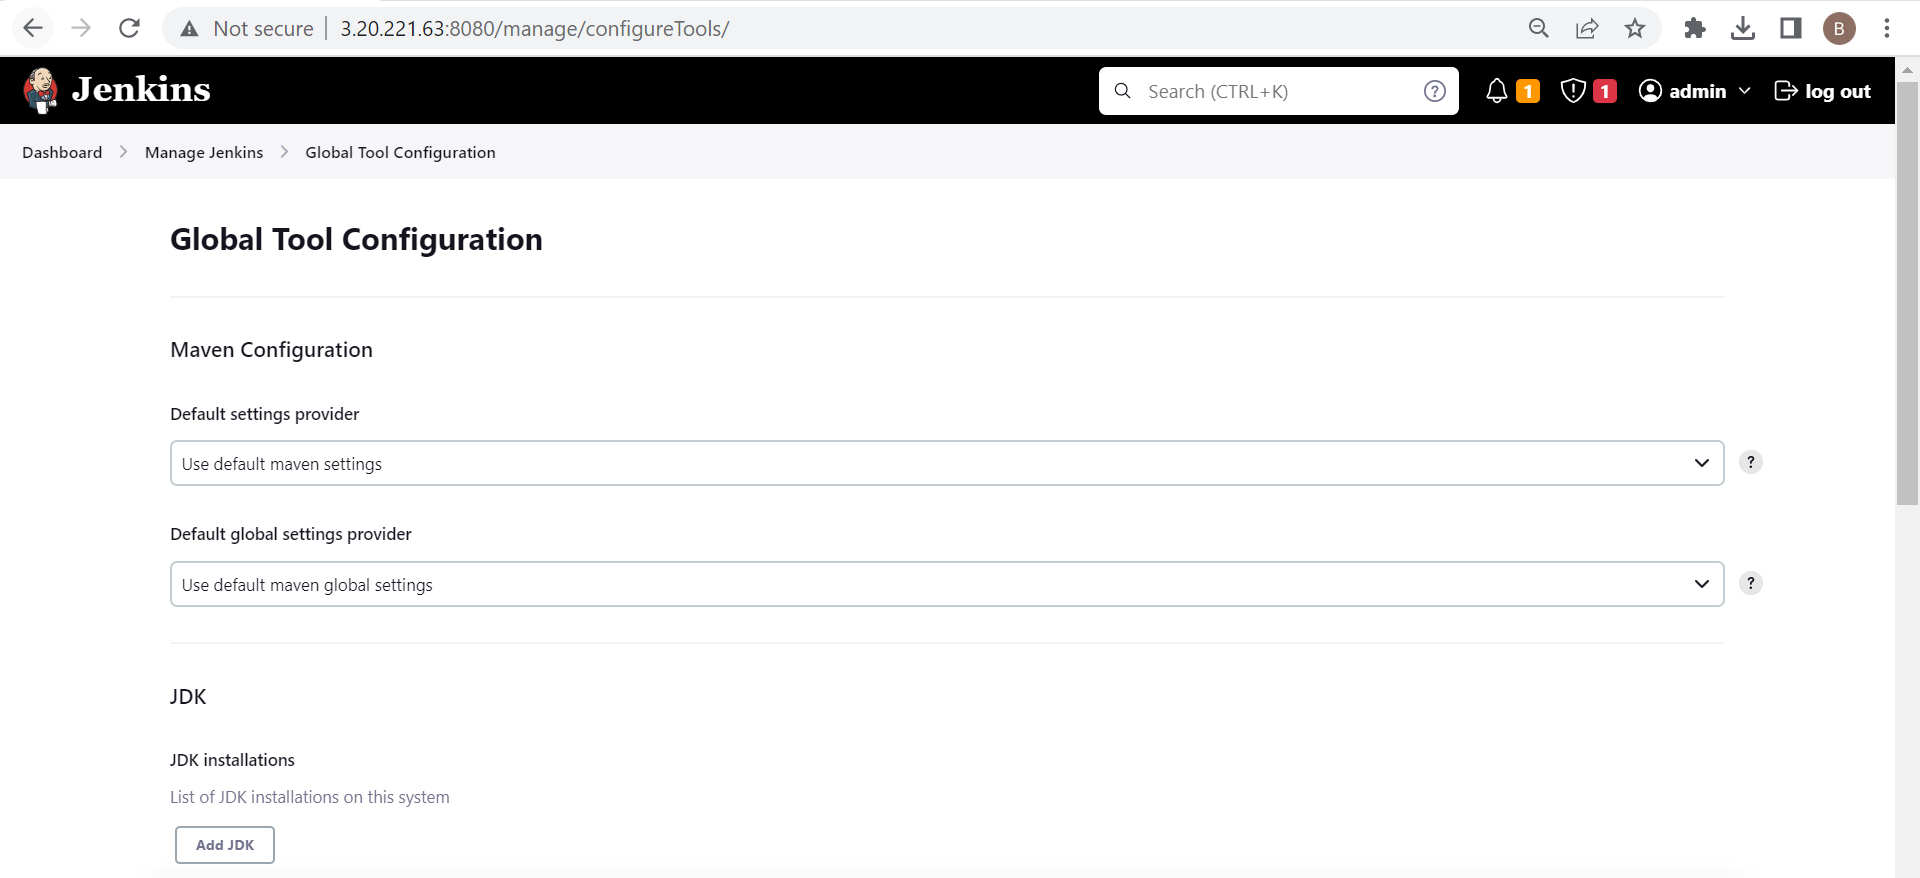 Not secure | 3.20.221.63:8080/manage/configureTools/
B
Jenkins
Search (CTRL+K)
?
1
1
admin
log out
Dashboard > Manage Jenkins > Global Tool Configuration
Global Tool Configuration
Maven Configuration
Default settings provider
Use default maven settings
?
Default global settings provider
Use default maven global settings
?
JDK
JDK installations
List of JDK installations on this system
Add JDK